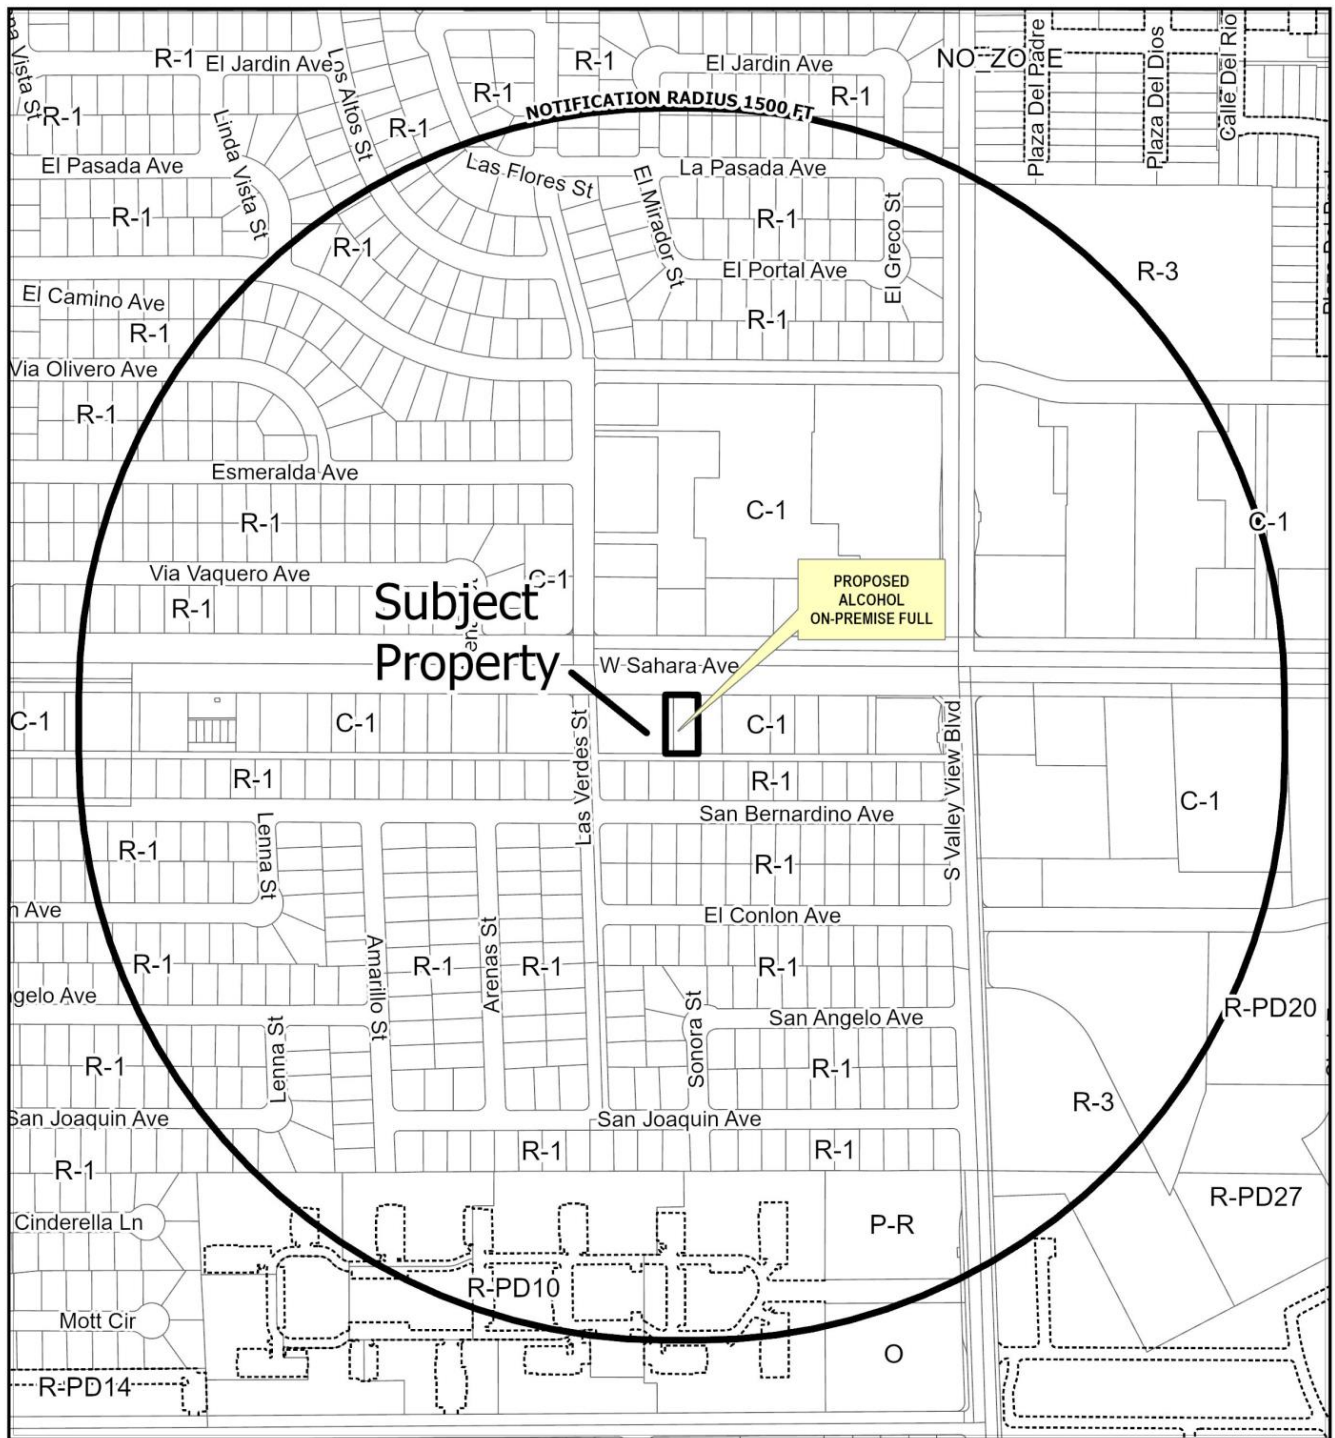 El Jardin Ave
R-1
Los Altos St
R-1
El Jardin Ave
NO_ZO
E
Plaza Del Padre
Plaza Del Dios
Calle Del Rio
Vista St
R-1
R-1
R-1
R-1
NOTIFICATION RADIUS 1500 FT
Linda Vista St
El Pasada Ave
Las Flores St
La Pasada Ave
El Mirador St
El Greco St
R-1
R-1
R-1
El Portal Ave
R-3
El Camino Ave
R-1
R-1
Via Olivero Ave
R-1
Esmeralda Ave
C-1
R-1
C-1
Via Vaquero Ave
C-1
R-1
PROPOSED
ALCOHOL
ON-PREMISE FULL
Subject
Property
W Sahara Ave
C-1
C-1
C-1
Las Verdes St
S Valley View Blvd
R-1
R-1
C-1
San Bernardino Ave
Lenna St
R-1
R-1
n Ave
El Conlon Ave
Amarillo St
Arenas St
R-1
R-1
R-1
R-1
gelo Ave
Sonora St
San Angelo Ave
R-PD20
Lenna St
R-1
R-1
R-3
San Joaquin Ave
San Joaquin Ave
R-1
R-1
R-1
R-PD27
Cinderella Ln
P-R
R-PD10
Mott Cir
O
R-PD14